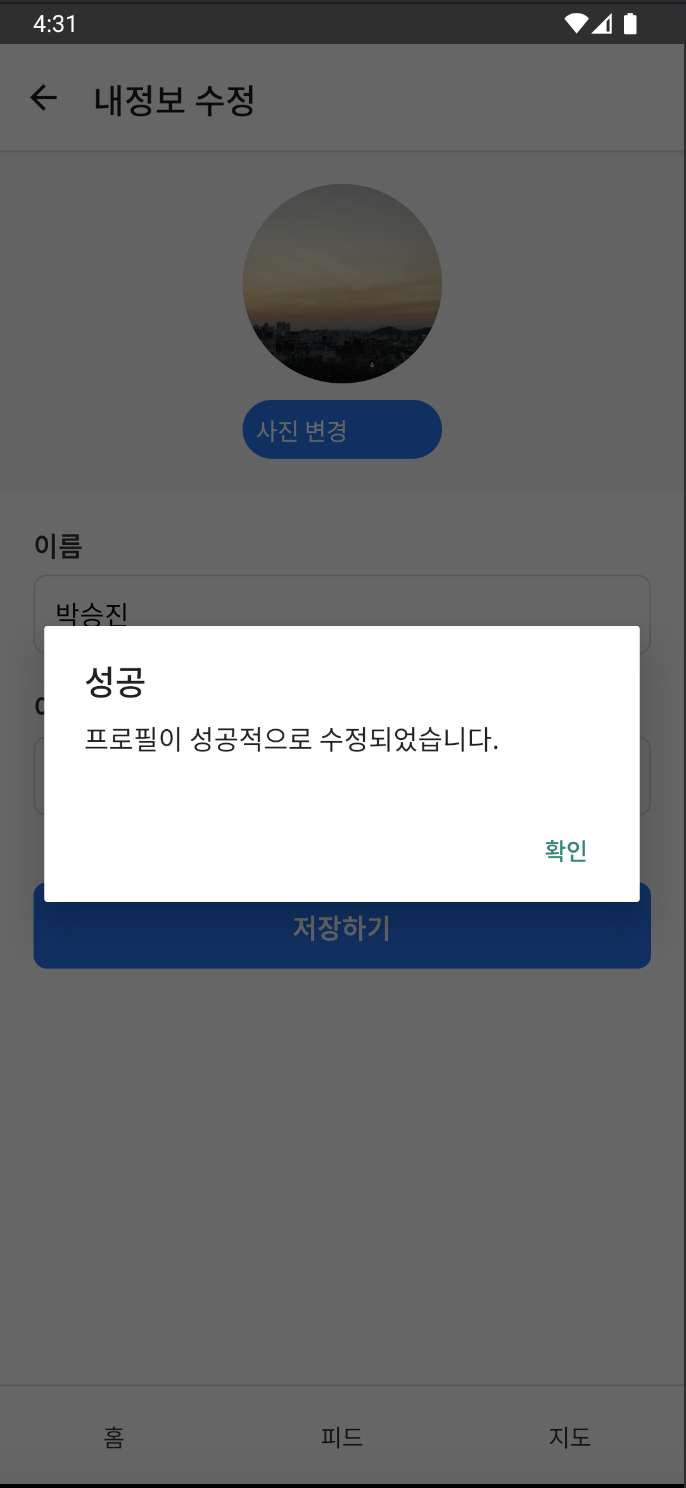 4:31
내정보 수정
사진 변경
이름
박승진
성공
프로필이 성공적으로 수정되었습니다.
확인
저장하기
홈 피드 지도